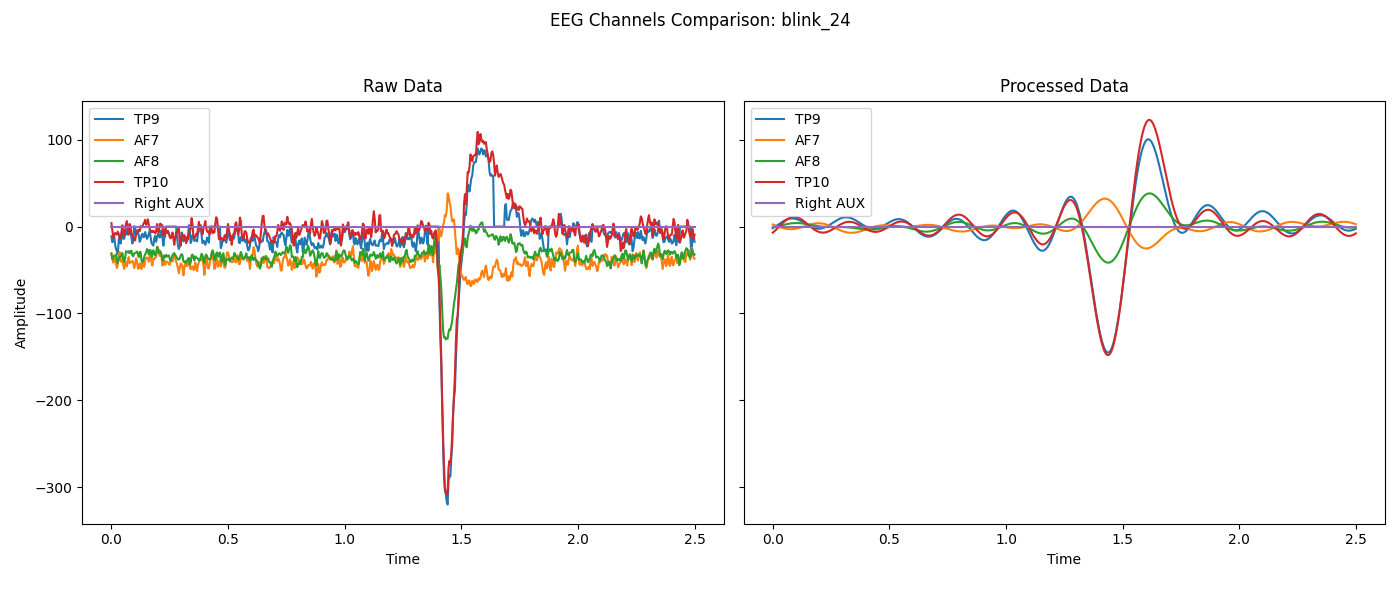 EEG Channels Comparison: blink_24
Raw Data
TP9
AF7
AF8
TP10
Right AUX
100
0
−100
−200
−300
Amplitude
0.0 0.5 1.0 1.5 2.0 2.5
Time
Processed Data
TP9
AF7
AF8
TP10
Right AUX
0.0 0.5 1.0 1.5 2.0 2.5
Time